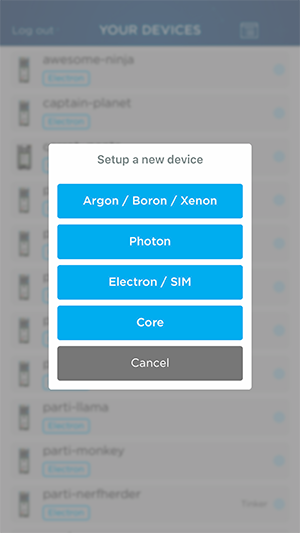 Log out
YOUR DEVICES
awesome-ninja
Electron
captain-planet
Electron
Setup a new device
Argon / Boron / Xenon
Photon
Electron / SIM
Core
Cancel
parti-llama
Electron
parti-monkey
Electron
parti-nerfherder
Tinker
Electron